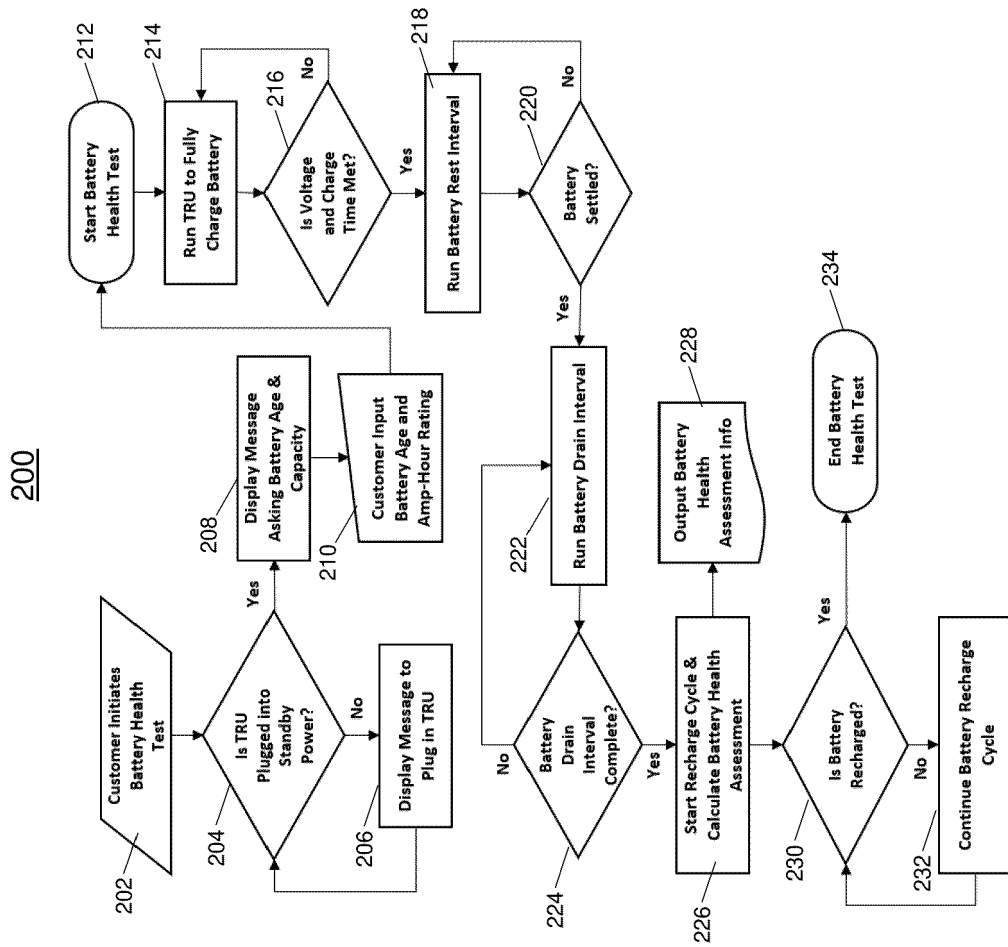 200
202
Customer Initiates
Battery Health
Test
204
Is TRU
Plugged into
Standby
Power?
No
206
Display Message to
Plug in TRU
Yes
208
Display Message
Asking Battery Age &
Capacity
210
Customer Input
Battery Age and
Amp-Hour Rating
212
Start Battery
Health Test
214
Run TRU to Fully
Charge Battery
216
Is Voltage
and Charge
Time Met?
No
Yes
218
Run Battery Rest Interval
220
Battery
Settled?
No
Yes
222
Run Battery Drain Interval
224
Battery
Drain
Interval
Complete?
No
Yes
226
Start Recharge Cycle &
Calculate Battery Health
Assessment
228
Output Battery
Health
Assessment Info
230
Is Battery
Recharged?
No
232
Continue Battery Recharge
Cycle
Yes
234
End Battery
Health Test